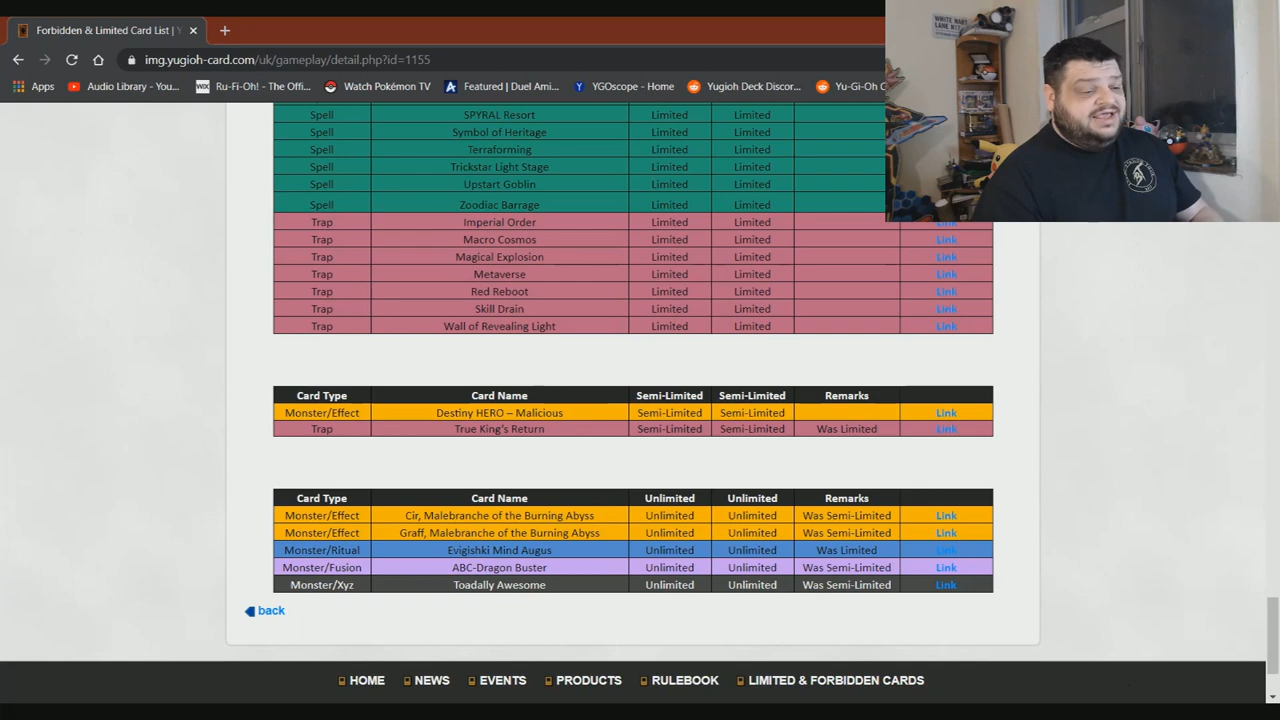 Forbidden & Limited Card List | Y
img.yugioh-card.com/uk/gameplay/detail.php?id=1155
Apps Audio Library - You... Ru-Fi-Oh! - The Offi... Watch Pokémon TV Featured | Duel Ami... YGOscope - Home Yugioh Deck Discor... Yu-Gi-Oh
WHITE HART LANE N17
Spell SPYRAL Resort Limited Limited
Spell Symbol of Heritage Limited Limited
Spell Terraforming Limited Limited
Spell Trickstar Light Stage Limited Limited
Spell Upstart Goblin Limited Limited
Spell Zoodiac Barrage Limited Limited
Trap Imperial Order Limited Limited Link
Trap Macro Cosmos Limited Limited Link
Trap Magical Explosion Limited Limited Link
Trap Metaverse Limited Limited Link
Trap Red Reboot Limited Limited Link
Trap Skill Drain Limited Limited Link
Trap Wall of Revealing Light Limited Limited Link
Card Type Card Name Semi-Limited Semi-Limited Remarks
Monster/Effect Destiny HERO – Malicious Semi-Limited Semi-Limited Link
Trap True King's Return Semi-Limited Semi-Limited Was Limited Link
Card Type Card Name Unlimited Unlimited Remarks
Monster/Effect Cir, Malebranche of the Burning Abyss Unlimited Unlimited Was Semi-Limited Link
Monster/Effect Graff, Malebranche of the Burning Abyss Unlimited Unlimited Was Semi-Limited Link
Monster/Ritual Evigishki Mind Augus Unlimited Unlimited Was Limited Link
Monster/Fusion ABC-Dragon Buster Unlimited Unlimited Was Semi-Limited Link
Monster/Xyz Toadally Awesome Unlimited Unlimited Was Semi-Limited Link
back
HOME NEWS EVENTS PRODUCTS RULEBOOK LIMITED & FORBIDDEN CARDS